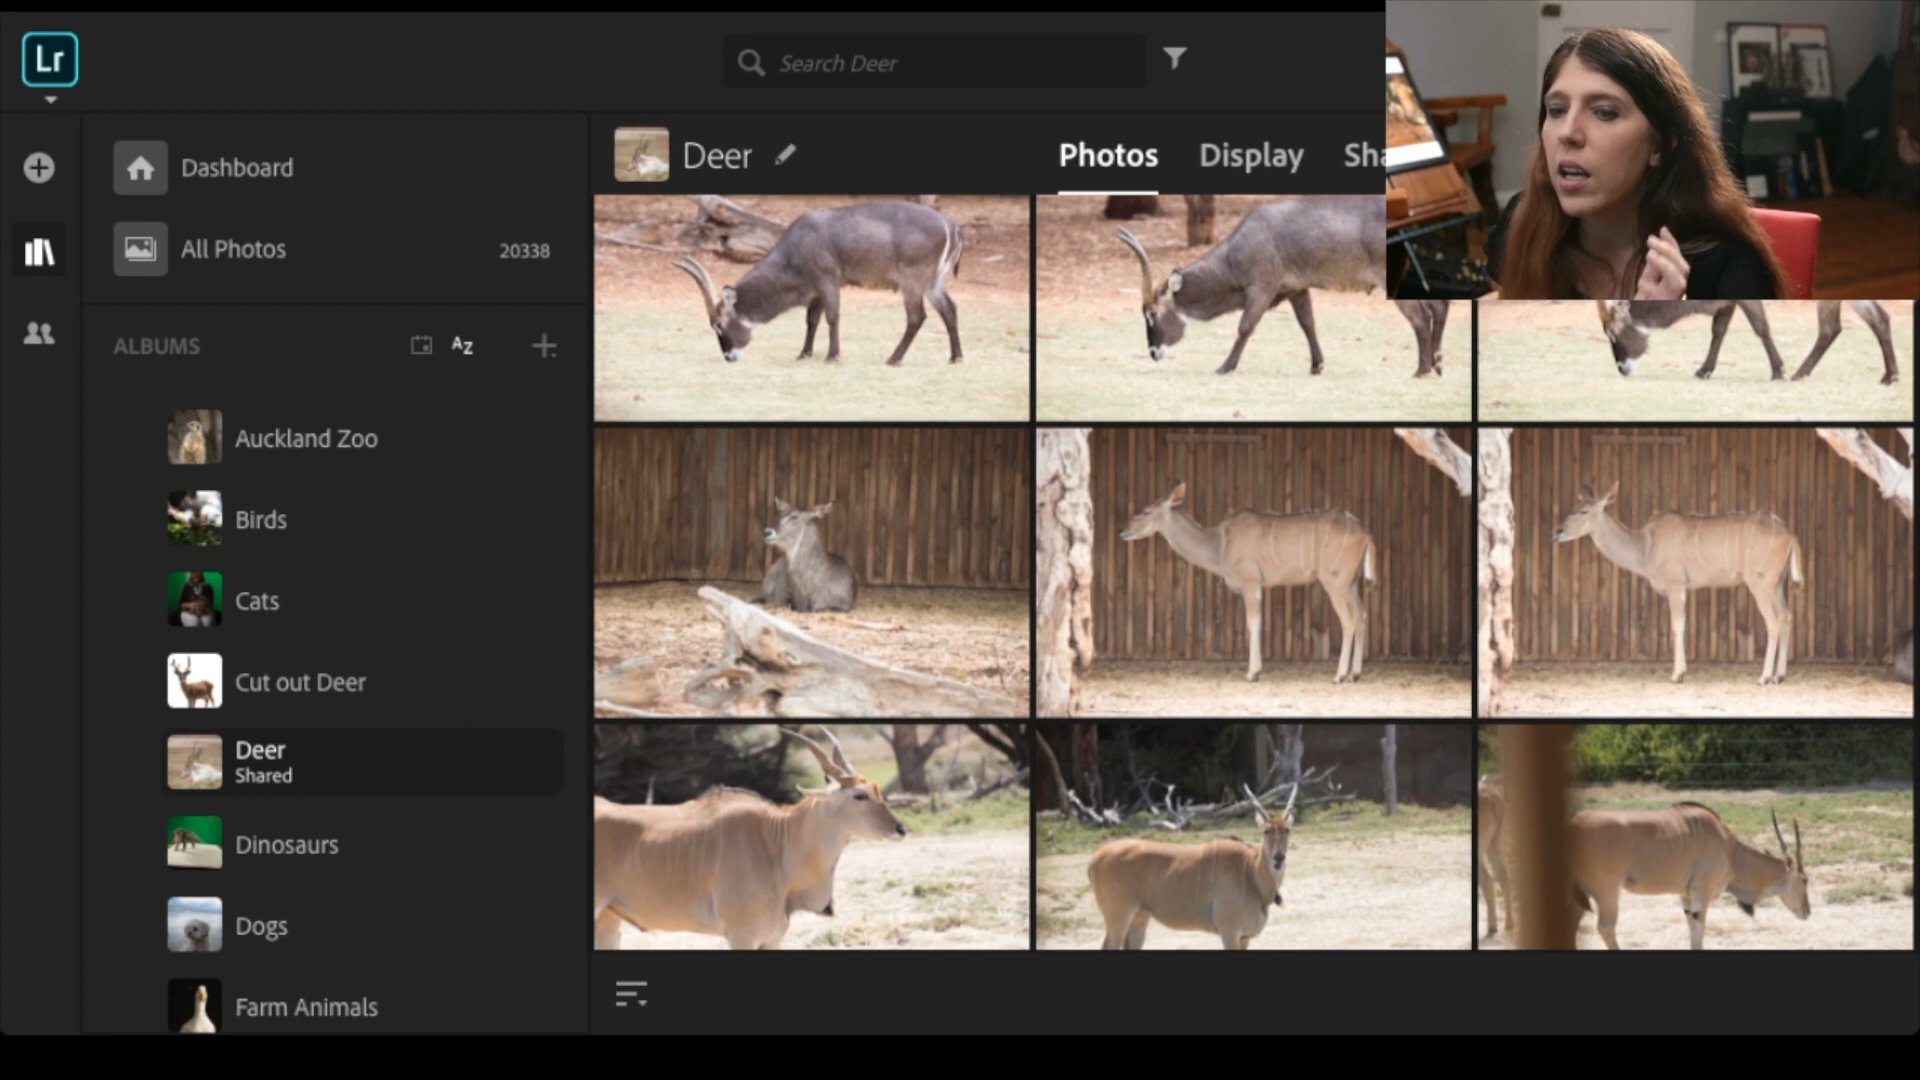 Lr
Search Deer
Dashboard
All Photos
20338
ALBUMS
AZ
Auckland Zoo
Birds
Cats
Cut out Deer
Deer
Shared
Dinosaurs
Dogs
Farm Animals
Deer
Photos
Display